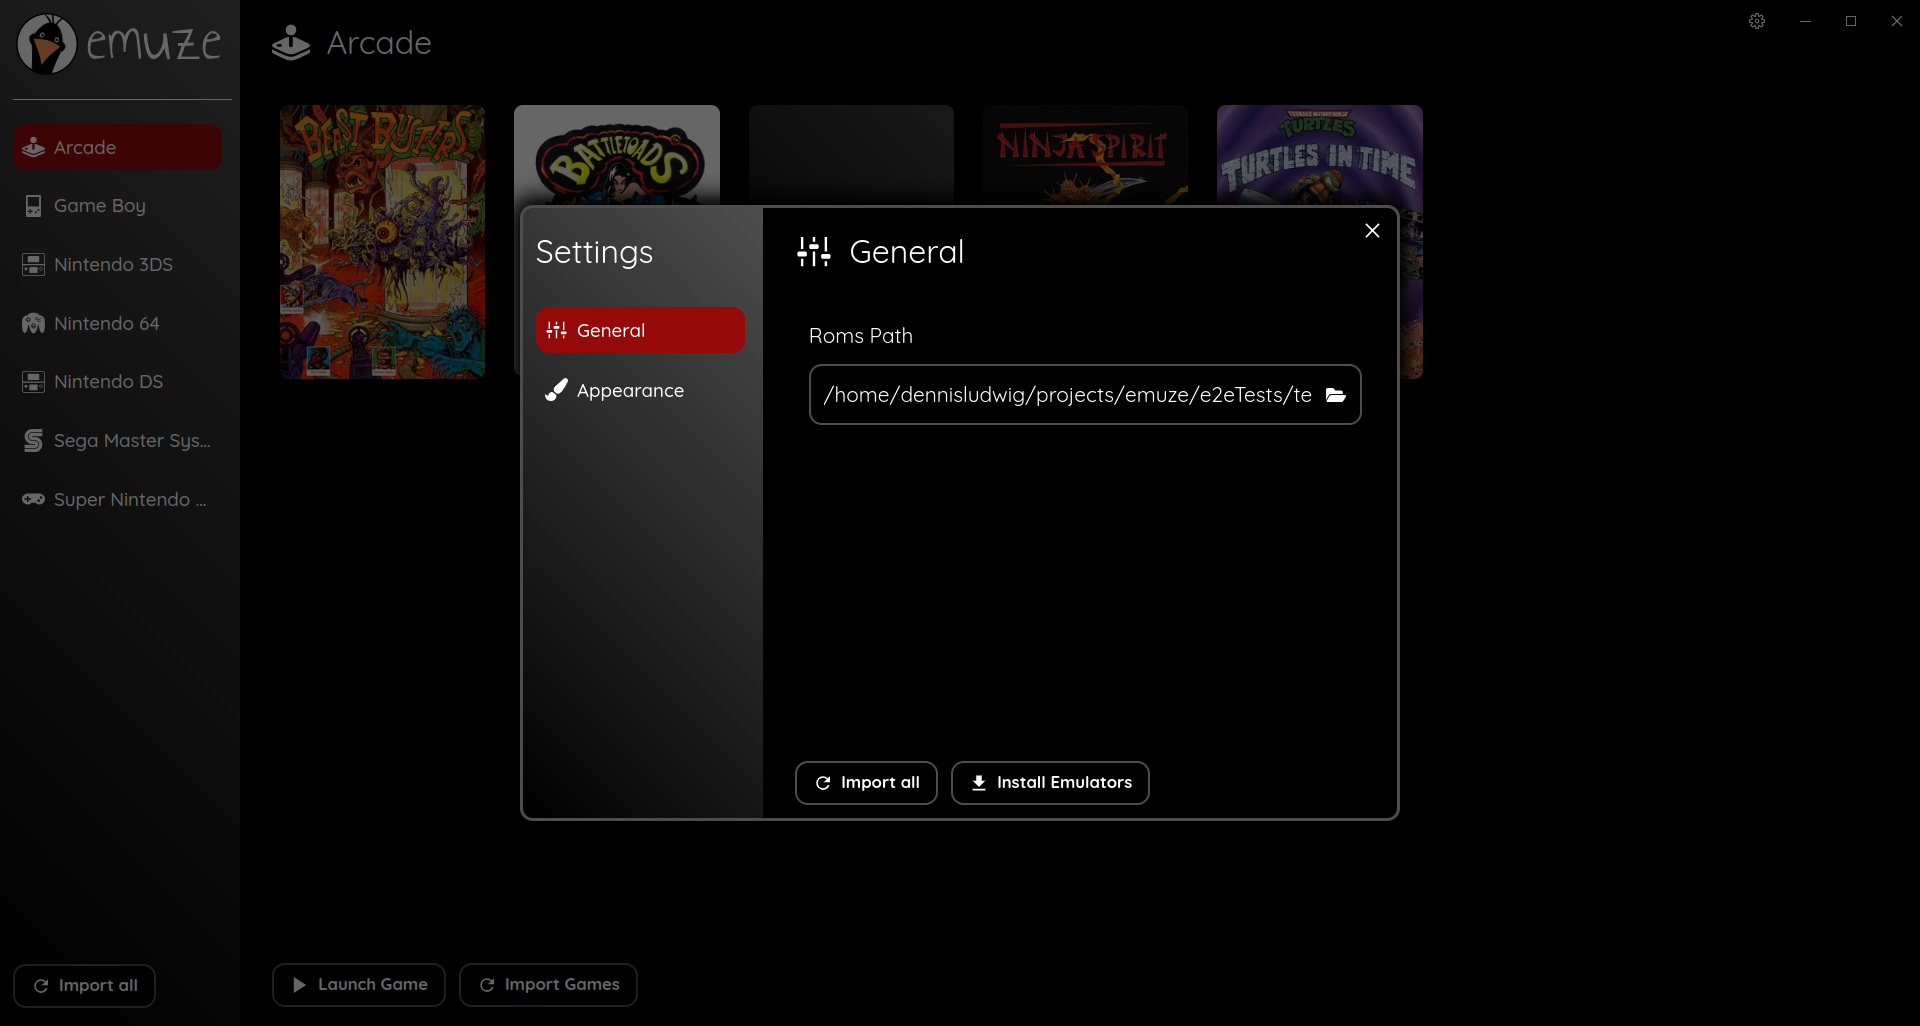 emuze
Arcade
Arcade
Game Boy
Nintendo 3DS
Nintendo 64
Nintendo DS
Sega Master Sys...
Super Nintendo ...
Import all
BEAST BUSTERS
BATTLETOADS
NINJA SPIRIT
TEENAGE MUTANT NINJA
TURTLES
TURTLES IN TIME
Settings
General
Appearance
General
Roms Path
/home/dennisludwig/projects/emuze/e2eTests/te
Import all
Install Emulators
Launch Game
Import Games